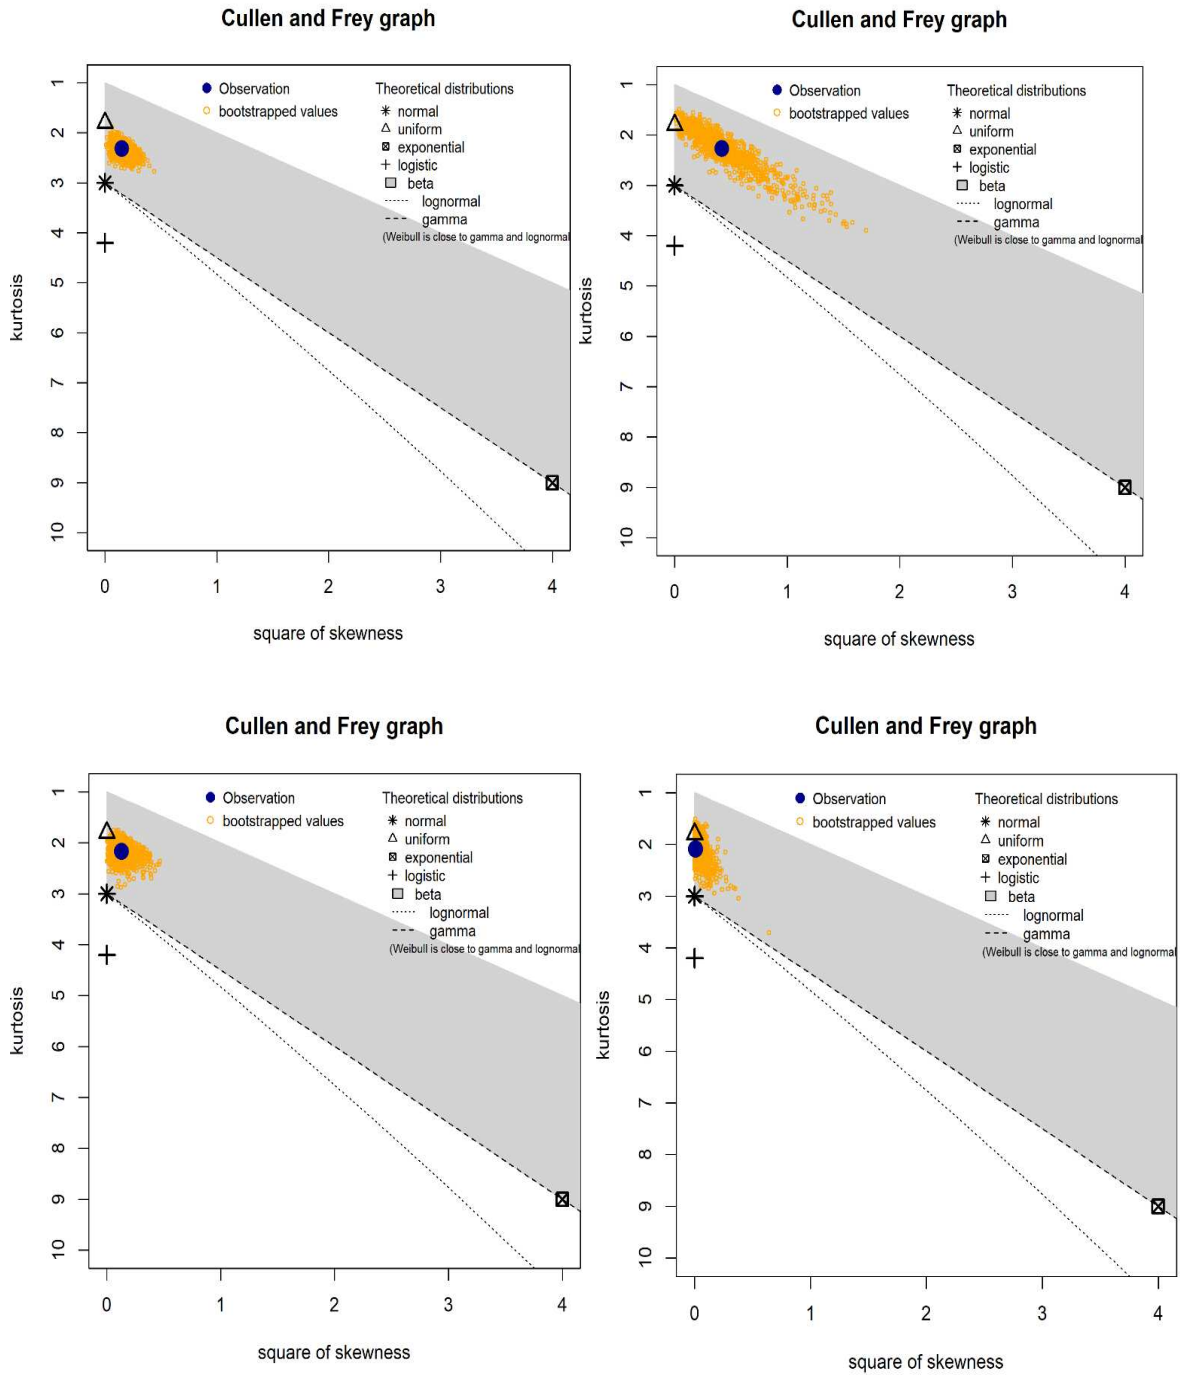 Cullen and Frey graph
Observation
bootstrapped values
Theoretical distributions
normal
uniform
exponential
logistic
beta
lognormal
gamma
(Weibull is close to gamma and lognormal
kurtosis
1
2
3
4
5
6
7
8
9
10
0 1 2 3 4
square of skewness
Cullen and Frey graph
Observation
bootstrapped values
Theoretical distributions
normal
uniform
exponential
logistic
beta
lognormal
gamma
(Weibull is close to gamma and lognormal
kurtosis
1
2
3
4
5
6
7
8
9
10
0 1 2 3 4
square of skewness
Cullen and Frey graph
Observation
bootstrapped values
Theoretical distributions
normal
uniform
exponential
logistic
beta
lognormal
gamma
(Weibull is close to gamma and lognormal
kurtosis
1
2
3
4
5
6
7
8
9
10
0 1 2 3 4
square of skewness
Cullen and Frey graph
Observation
bootstrapped values
Theoretical distributions
normal
uniform
exponential
logistic
beta
lognormal
gamma
(Weibull is close to gamma and lognormal
kurtosis
1
2
3
4
5
6
7
8
9
10
0 1 2 3 4
square of skewness